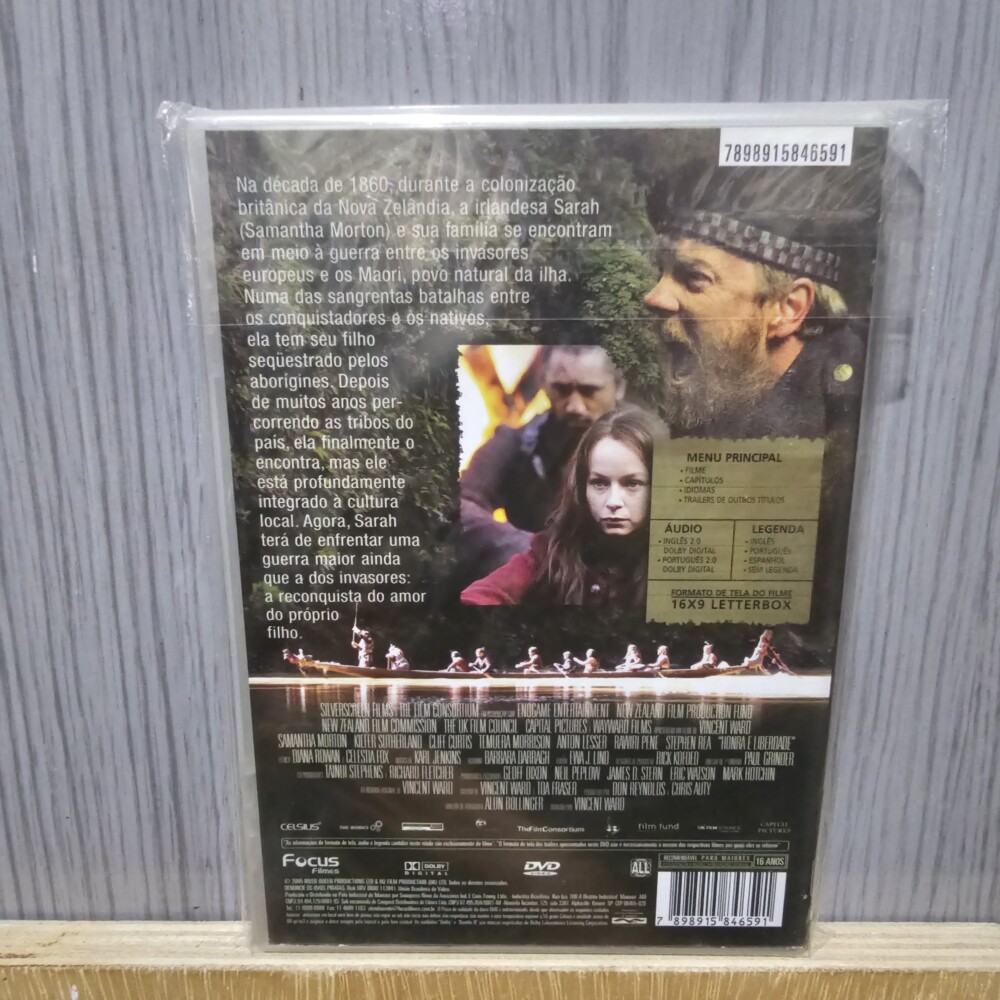 7898915846591
Na década de 1860, durante a colonização
britânica da Nova Zelândia, a irlandesa Sarah
(Samantha Morton) e sua família se encontram
em meio à guerra entre os invasores
europeus e os Maori, povo natural da ilha.
Numa das sangrentas batalhas entre
os conquistadores e os nativos,
ela tem seu filho
seqüestrado pelos
aborígines. Depois
de muitos anos per-
correndo as tribos do
país, ela finalmente o
encontra, mas ele
está profundamente
integrado à cultura
local. Agora, Sarah
terá de enfrentar uma
guerra maior ainda
que a dos invasores:
a reconquista do amor
do próprio
filho.
MENU PRINCIPAL
• FILME
• CAPÍTULOS
• IDIOMAS
• TRAILERS DE OUTROS TÍTULOS
ÁUDIO
• INGLÊS 2.0
DOLBY DIGITAL
• PORTUGUÊS 2.0
DOLBY DIGITAL
LEGENDA
• INGLÊS
• PORTUGUÊS
• ESPANHOL
• SEM LEGENDA
FORMATO DE TELA DO FILME
16X9 LETTERBOX
SILVERSCREEN FILMS THE FILM CONSORTIUM ENDGAME ENTERTAINMENT NEW ZEALAND FILM PRODUCTION FUND
NEW ZEALAND FILM COMMISSION THE UK FILM COUNCIL CAPITAL PICTURES WAYWARD FILMS VINCENT WARD
SAMANTHA MORTON KIEFER SUTHERLAND CLIFF CURTIS TEMUERA MORRISON ANTON LESSER RAWIRI PENE STEPHEN REA "HONRA E LIBERDADE"
DIANA ROWAN CELESTIA FOX KARL JENKINS BARBARA DARRAGH EWA J. LIND RICK KOFOED PAUL GRINDER
TAINUI STEPHENS RICHARD FLETCHER GEOFF DIXON NEIL PEPLOW JAMES D. STERN ERIC WATSON MARK HOTCHIN
VINCENT WARD VINCENT WARD TOA FRASER DON REYNOLDS CHRIS AUTY
ALUN BOLLINGER VINCENT WARD
CELSIUS THE WORKS TheFilmConsortium film fund UK FILM COUNCIL CAPITAL PICTURES
Focus
Filmes
DOLBY
DIGITAL
DVD
VIDEO
ALL
RECOMENDÁVEL PARA MAIORES 16 ANOS
7 898915 846591